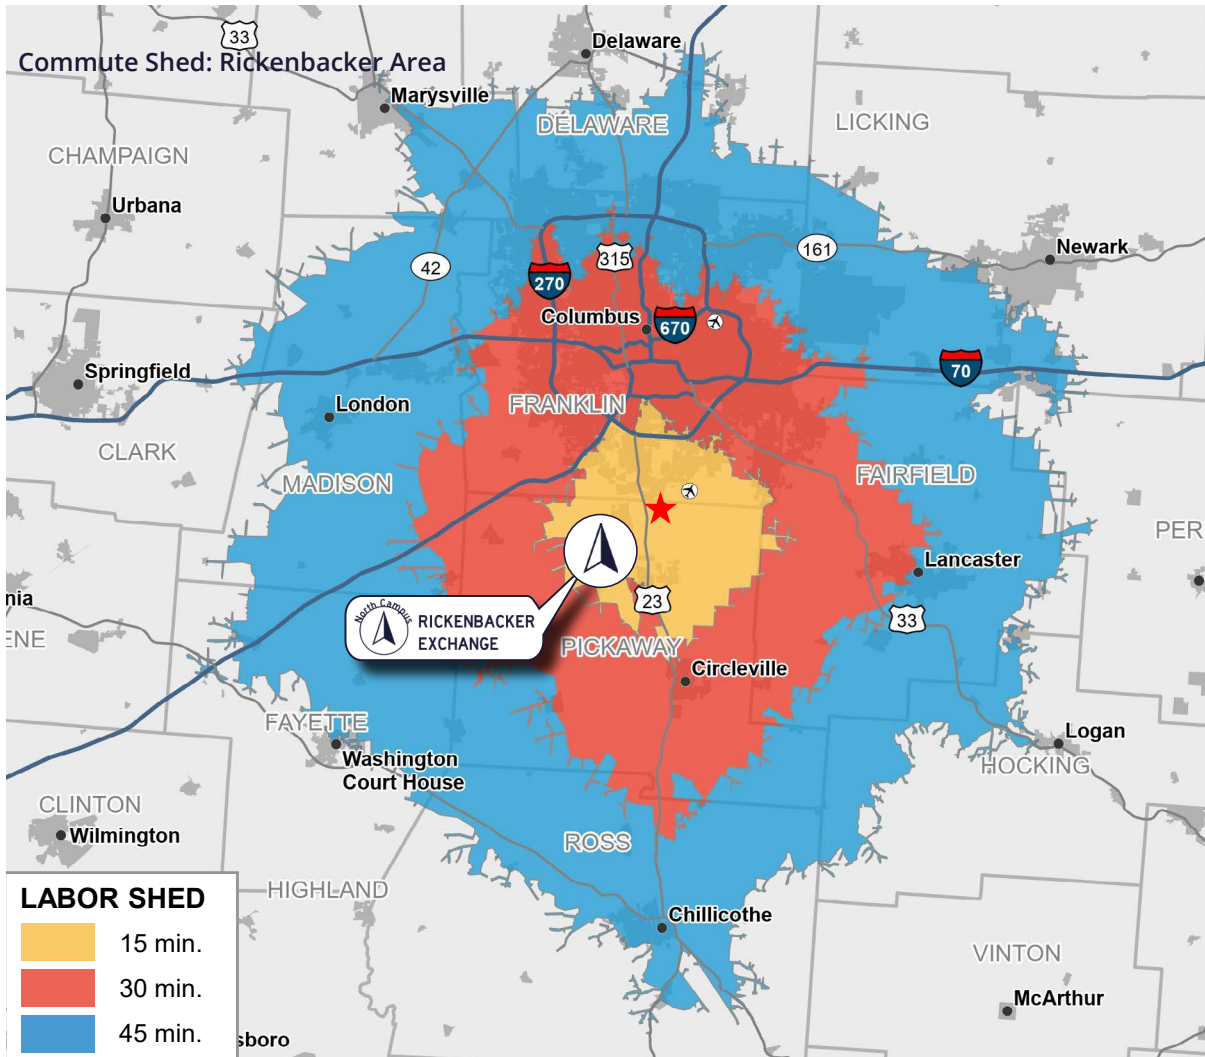 33
Delaware
Commute Shed: Rickenbacker Area
Marysville
DELAWARE
LICKING
CHAMPAIGN
Urbana
Newark
161
315
42
270
Columbus
670
70
Springfield
London
FRANKLIN
CLARK
MADISON
FAIRFIELD
PER
Lancaster
nia
23
33
North Campus
RICKENBACKER
EXCHANGE
ENE
PICKAWAY
Circleville
FAYETTE
Washington
Court House
Logan
HOCKING
CLINTON
Wilmington
ROSS
HIGHLAND
LABOR SHED
Chillicothe
15 min.
VINTON
30 min.
McArthur
45 min.
sboro